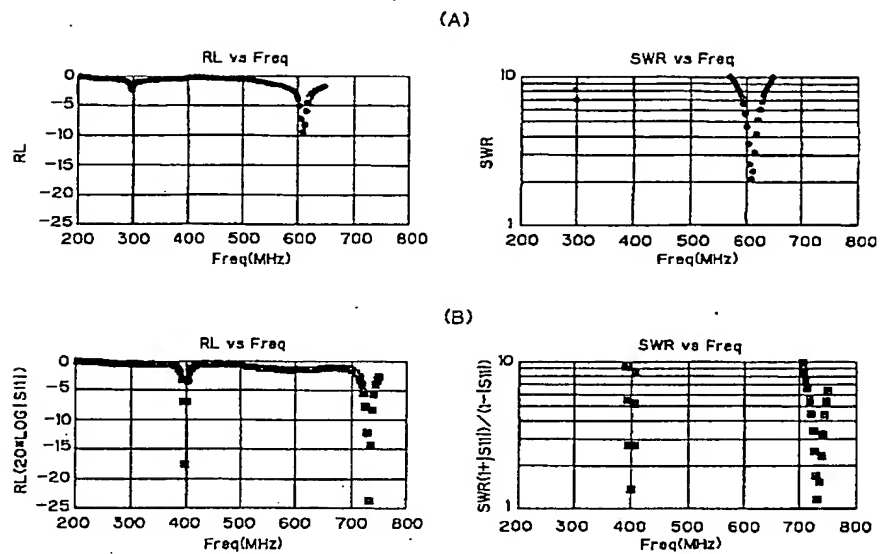 (A)
RL vs Freq
RL
0
-5
-10
-15
-20
-25
200 300 400 500 600 700 800
Freq(MHz)
SWR vs Freq
SWR
10
1
200 300 400 500 600 700 800
Freq(MHz)
(B)
RL vs Freq
RL(20*LOG|S11|)
0
-5
-10
-15
-20
-25
200 300 400 500 600 700 800
Freq(MHz)
SWR vs Freq
SWR(1+|S11|)/(1-|S11|)
10
1
200 300 400 500 600 700 800
Freq(MHz)